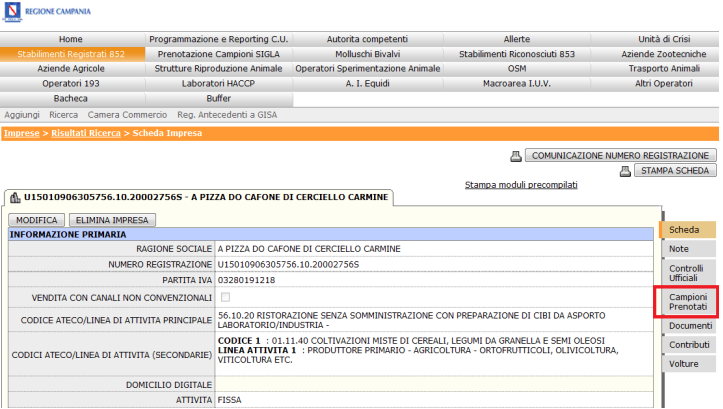 REGIONE CAMPANIA
Home Programmazione e Reporting C.U. Autorita competenti Allerte Unità di Crisi
Stabilimenti Registrati 852 Prenotazione Campioni SIGLA Molluschi Bivalvi Stabilimenti Riconosciuti 853 Aziende Zootecniche
Aziende Agricole Strutture Riproduzione Animale Operatori Sperimentazione Animale OSM Trasporto Animali
Operatori 193 Laboratori HACCP A. I. Equidi Macroarea I.U.V. Altri Operatori
Bacheca Buffer
Aggiungi Ricerca Camera Commercio Reg. Antecedenti a GISA
Imprese > Risultati Ricerca > Scheda Impresa
COMUNICAZIONE NUMERO REGISTRAZIONE
STAMPA SCHEDA
Stampa moduli precompilati
U15010906305756.10.20002756S - A PIZZA DO CAFONE DI CERCIELLO CARMINE
MODIFICA ELIMINA IMPRESA
INFORMAZIONE PRIMARIA
RAGIONE SOCIALE A PIZZA DO CAFONE DI CERCIELLO CARMINE
NUMERO REGISTRAZIONE U15010906305756.10.20002756S
PARTITA IVA 03280191218
VENDITA CON CANALI NON CONVENZIONALI
CODICE ATECO/LINEA DI ATTIVITA PRINCIPALE 56.10.20 RISTORAZIONE SENZA SOMMINISTRAZIONE CON PREPARAZIONE DI CIBI DA ASPORTO
LABORATORIO/INDUSTRIA -
CODICI ATECO/LINEA DI ATTIVITA (SECONDARIE) CODICE 1 : 01.11.40 COLTIVAZIONI MISTE DI CEREALI, LEGUMI DA GRANELLA E SEMI OLEOSI
LINEA ATTIVITA 1 : PRODUTTORE PRIMARIO - AGRICOLTURA - ORTOFRUTTICOLI, OLIVICOLTURA,
VITICOLTURA ETC.
DOMICILIO DIGITALE
ATTIVITA FISSA
Scheda
Note
Controlli
Ufficiali
Campioni
Prenotati
Documenti
Contributi
Volture